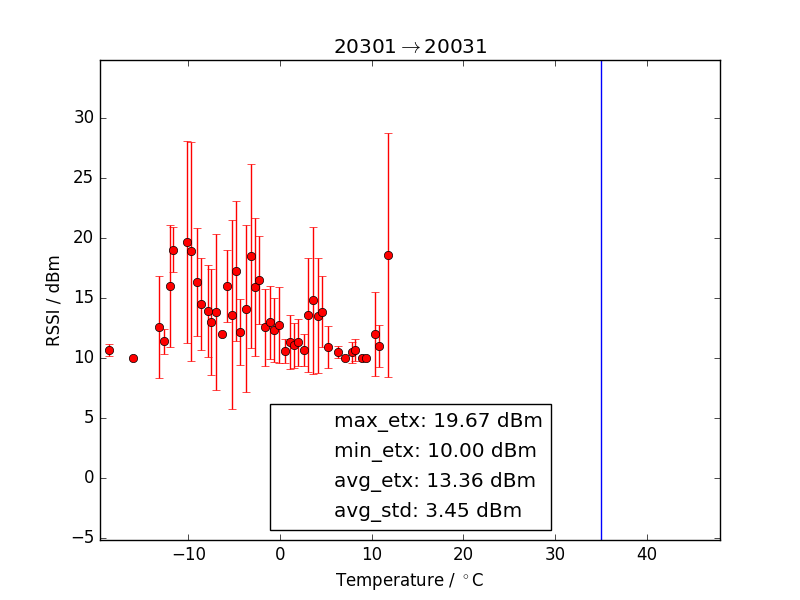 20301→20031
30
25
20
15
10
5
0
−5
RSSI / dBm
max_etx: 19.67 dBm
min_etx: 10.00 dBm
avg_etx: 13.36 dBm
avg_std: 3.45 dBm
−10 0 10 20 30 40
Temperature / °C